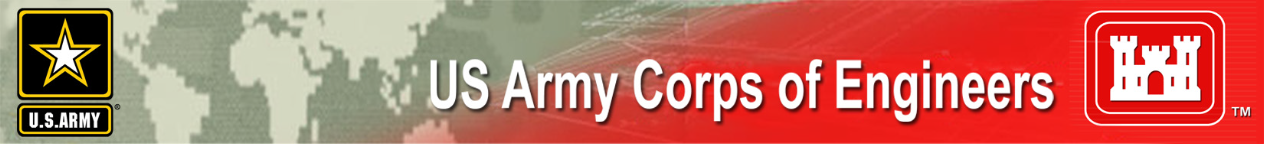 US Army Corps of Engineers
U.S.ARMY
®
TM